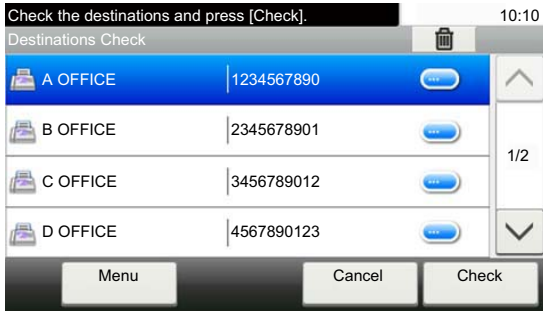 Check the destinations and press [Check]. 10:10
Destinations Check
A OFFICE 1234567890
B OFFICE 2345678901
1/2
C OFFICE 3456789012
D OFFICE 4567890123
Menu Cancel Check